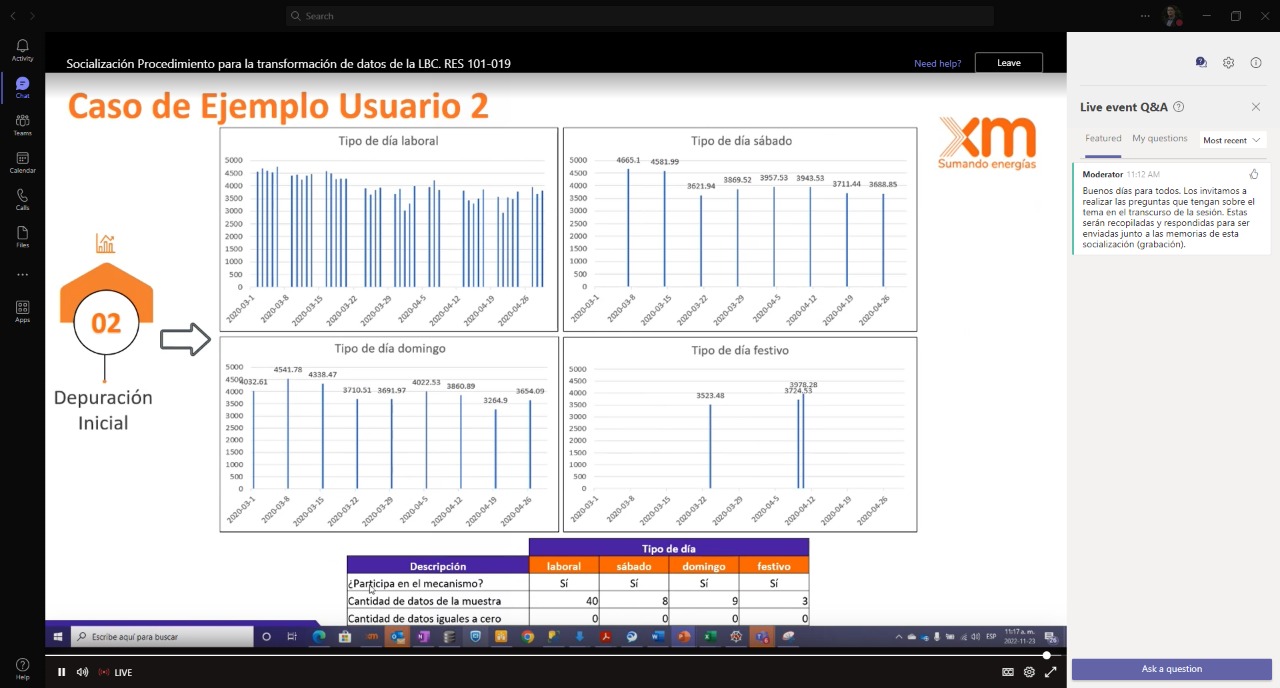 Search
Activity
Chat
Teams
Calendar
Calls
Files
Apps
Help
Socialización Procedimiento para la transformación de datos de la LBC. RES 101-019
Need help?
Leave
Caso de Ejemplo Usuario 2
xm
Sumando energías
02
Depuración
Inicial
Tipo de día laboral
5000
4500
4000
3500
3000
2500
2000
1500
1000
500
0
2020-03-1
2020-03-8
2020-03-15
2020-03-22
2020-03-29
2020-04-5
2020-04-12
2020-04-19
2020-04-26
Tipo de día sábado
5000
4500
4000
3500
3000
2500
2000
1500
1000
500
0
4665.1
4581.99
3621.94
3869.52
3957.53
3943.53
3711.44
3688.85
2020-03-1
2020-03-8
2020-03-15
2020-03-22
2020-03-29
2020-04-5
2020-04-12
2020-04-19
2020-04-26
Tipo de día domingo
5000
4500
4000
3500
3000
2500
2000
1500
1000
500
0
4032.61
4541.78
4338.47
3710.51
3691.97
4022.53
3860.89
3264.9
3654.09
2020-03-1
2020-03-8
2020-03-15
2020-03-22
2020-03-29
2020-04-5
2020-04-12
2020-04-19
2020-04-26
Tipo de día festivo
5000
4500
4000
3500
3000
2500
2000
1500
1000
500
0
3523.48
3978.28
3724.53
2020-03-1
2020-03-8
2020-03-15
2020-03-22
2020-03-29
2020-04-5
2020-04-12
2020-04-19
2020-04-26
Tipo de día
Descripción laboral sábado domingo festivo
¿Participa en el mecanismo? Sí Sí Sí Sí
Cantidad de datos de la muestra 40 8 9 3
Cantidad de datos iguales a cero 0 0 0 0
Escribe aquí para buscar
ESP
11:17 a. m.
2022-11-23
LIVE
Live event Q&A
Featured
My questions
Most recent
Moderator 11:12 AM
Buenos días para todos. Los invitamos a
realizar las preguntas que tengan sobre el
tema en el transcurso de la sesión. Estas
serán recopiladas y respondidas para ser
enviadas junto a las memorias de esta
socialización (grabación).
Ask a question